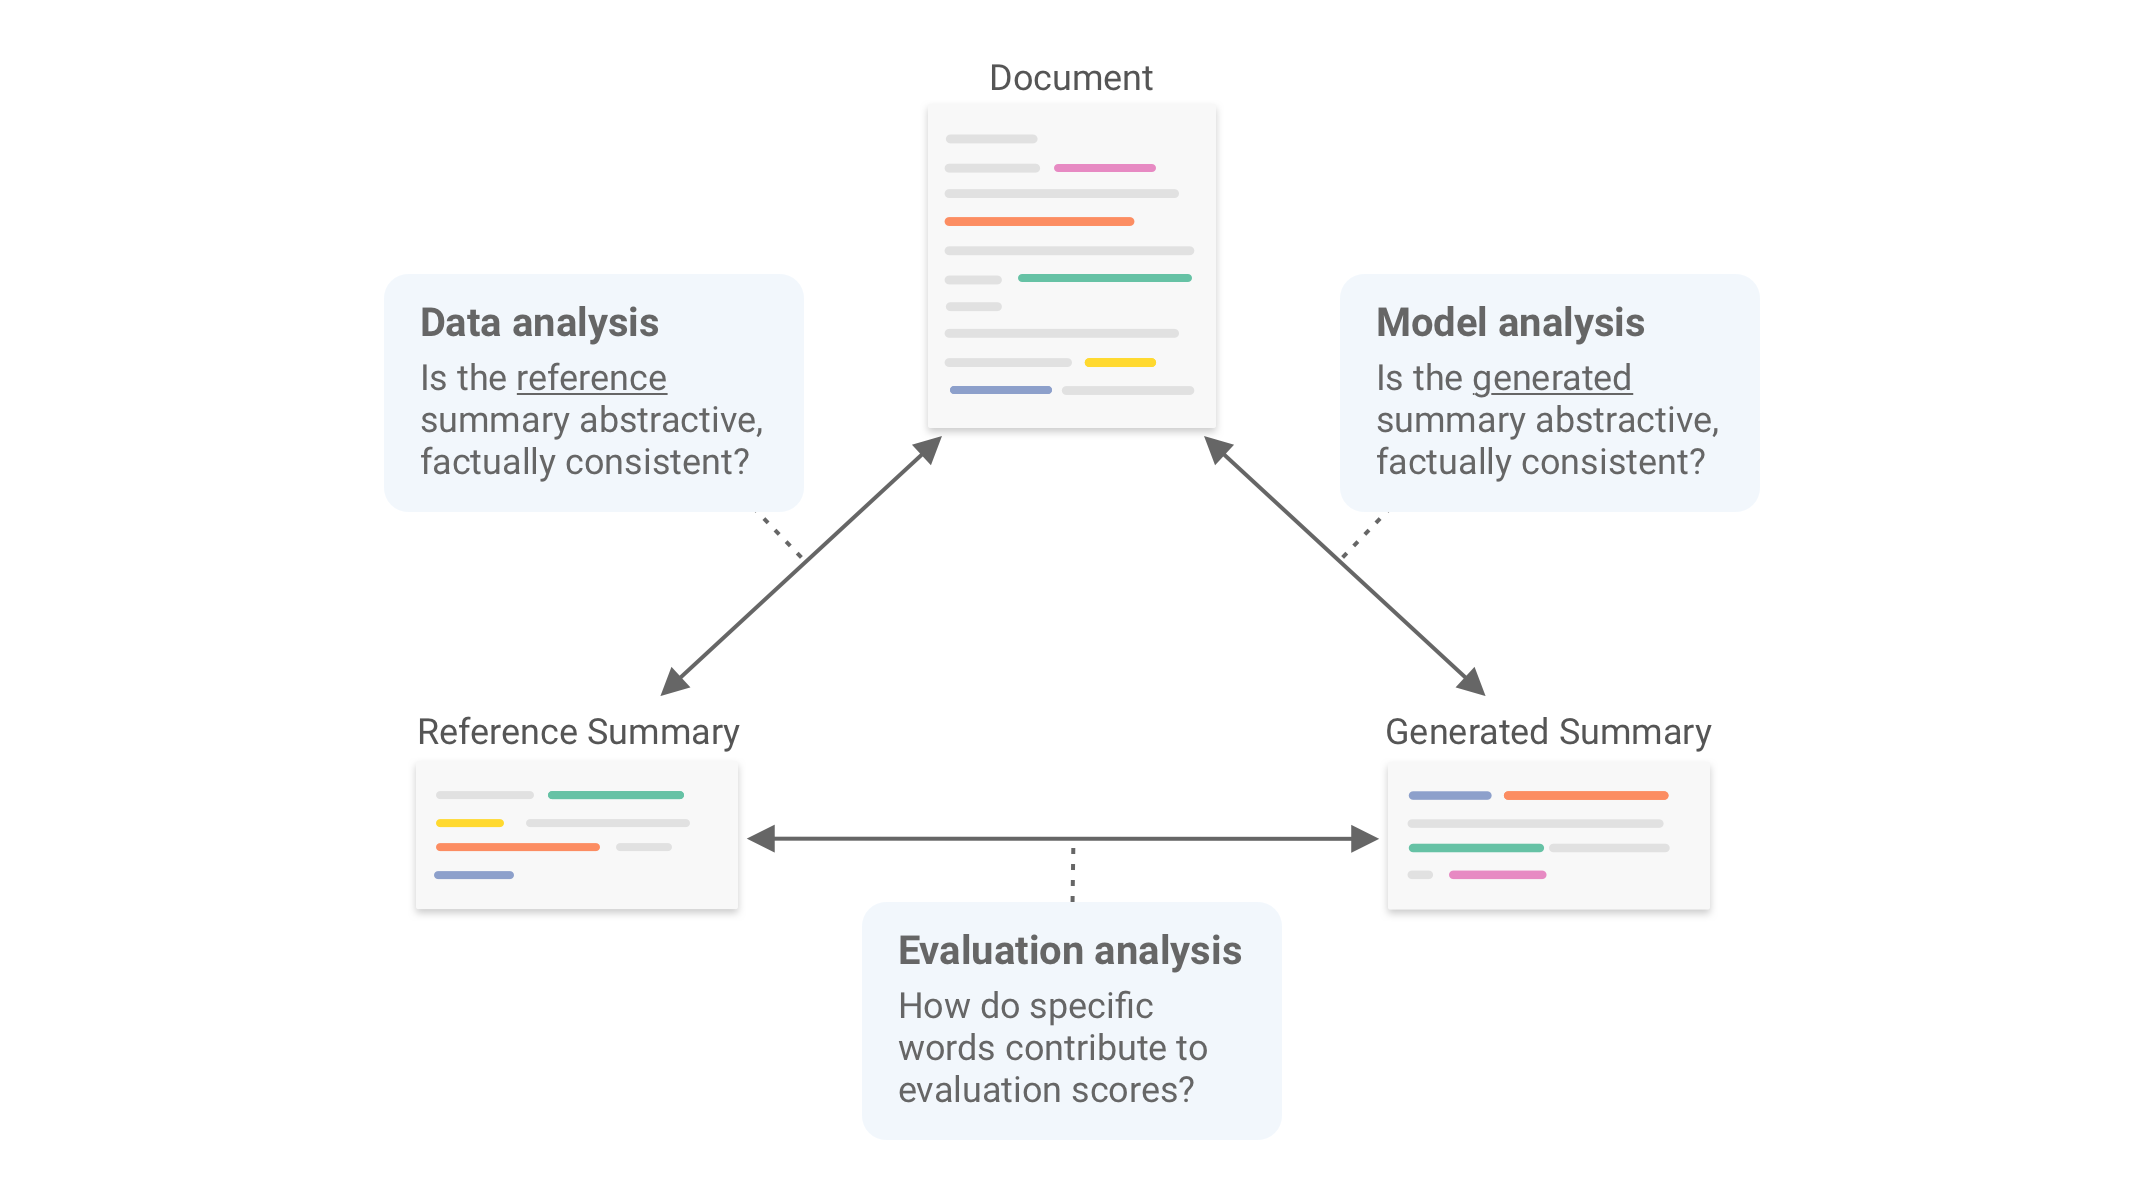 Document
Data analysis
Is the reference
summary abstractive,
factually consistent?
Model analysis
Is the generated
summary abstractive,
factually consistent?
Reference Summary
Generated Summary
Evaluation analysis
How do specific
words contribute to
evaluation scores?